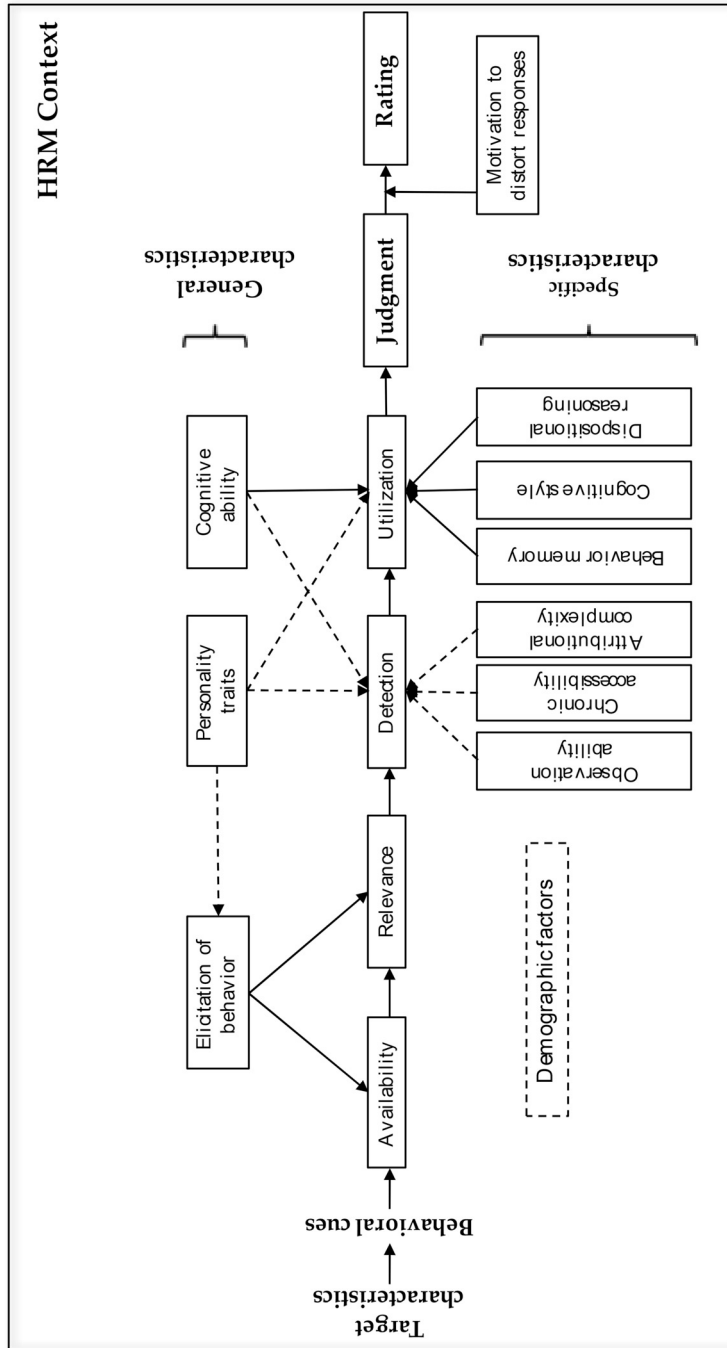 HRM Context
General
characteristics
Elicitation of
behavior
Personality
traits
Cognitive
ability
Target
characteristics
Behavioral cues
Availability
Relevance
Detection
Utilization
Judgment
Rating
Demographic factors
Observation
ability
Chronic
accessibility
Attributional
complexity
Behavior memory
Cognitive style
Dispositional
reasoning
Specific
characteristics
Motivation to
distort responses